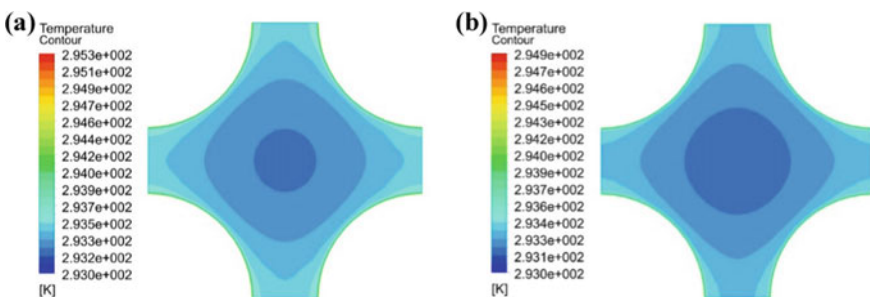 (a)
Temperature
Contour
2.953e+002
2.951e+002
2.949e+002
2.947e+002
2.946e+002
2.944e+002
2.942e+002
2.940e+002
2.939e+002
2.937e+002
2.935e+002
2.933e+002
2.932e+002
2.930e+002
[K]
(b)
Temperature
Contour
2.949e+002
2.947e+002
2.946e+002
2.945e+002
2.943e+002
2.942e+002
2.940e+002
2.939e+002
2.937e+002
2.936e+002
2.934e+002
2.933e+002
2.931e+002
2.930e+002
[K]